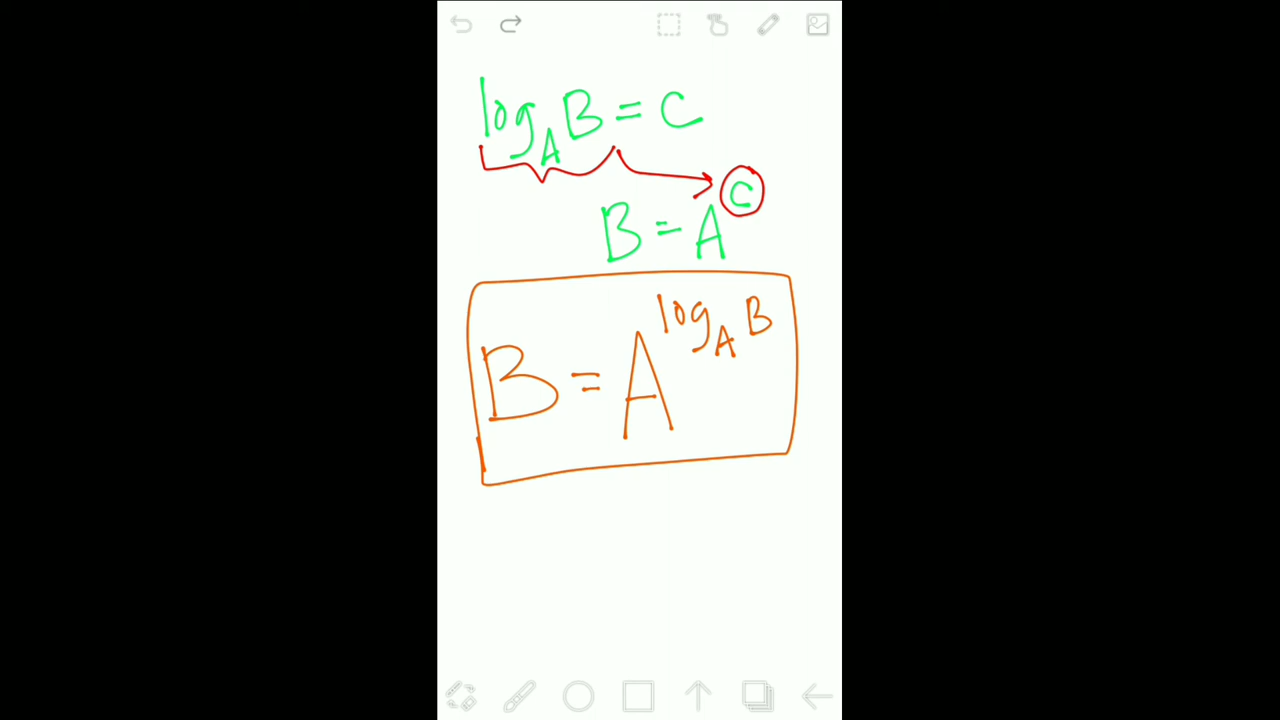 log_A B = C
B = A^C
B = A^{log_A B}